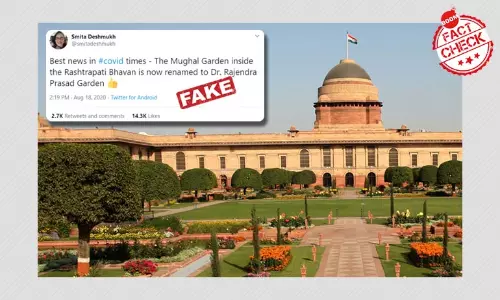 Smita Deshmukh
@smitadeshmukh
Best news in #covid times - The Mughal Garden inside
the Rashtrapati Bhavan is now renamed to Dr. Rajendra
Prasad Garden 👍
2:19 PM · Aug 18, 2020 · Twitter for Android
FAKE
2.7K Retweets and comments 14.3K Likes
BOOM
FACT
CHECK